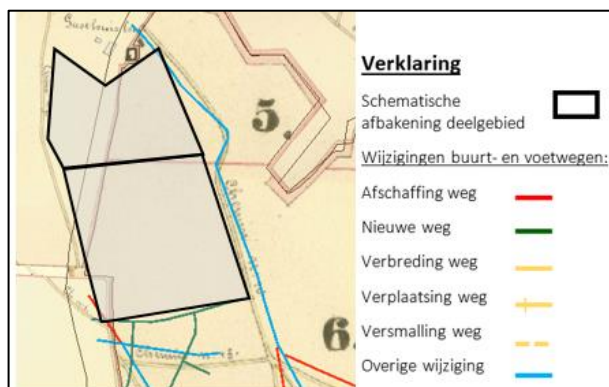 5.
6.
Verklaring
Schematische
afbakening deelgebied
Wijzigingen buurt- en voetwegen:
Afschaffing weg
Nieuwe weg
Verbreding weg
Verplaatsing weg
Versmalling weg
Overige wijziging